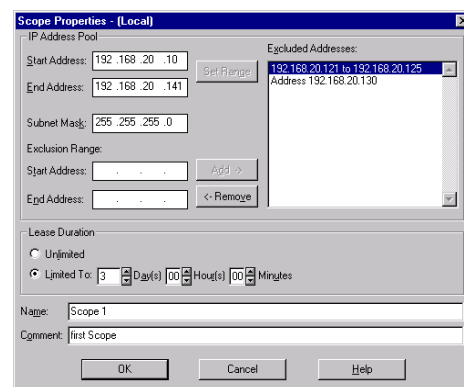 Scope Properties - (Local)
IP Address Pool
Start Address: 192 .168 .20 .10
Set Range
End Address: 192 .168 .20 .141
Subnet Mask: 255 .255 .255 .0
Exclusion Range:
Start Address: . . .
Add ->
End Address: . . .
<- Remove
Excluded Addresses:
192.168.20.121 to 192.168.20.125
Address 192.168.20.130
Lease Duration
Unlimited
Limited To: 3 Day(s) 00 Hour(s) 00 Minutes
Name: Scope 1
Comment: first Scope
OK Cancel Help